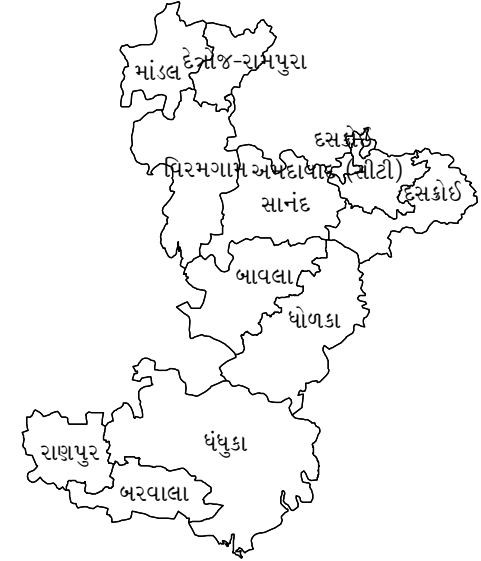 દેત્રોજ-રામપુરા
માંડલ
દસક્રોઈ
વિરમગામ
અમદાવાદ (સીટી)
દસક્રોઈ
સાનંદ
બાવલા
ધોળકા
ધંધુકા
રાણપુર
બરવાલા